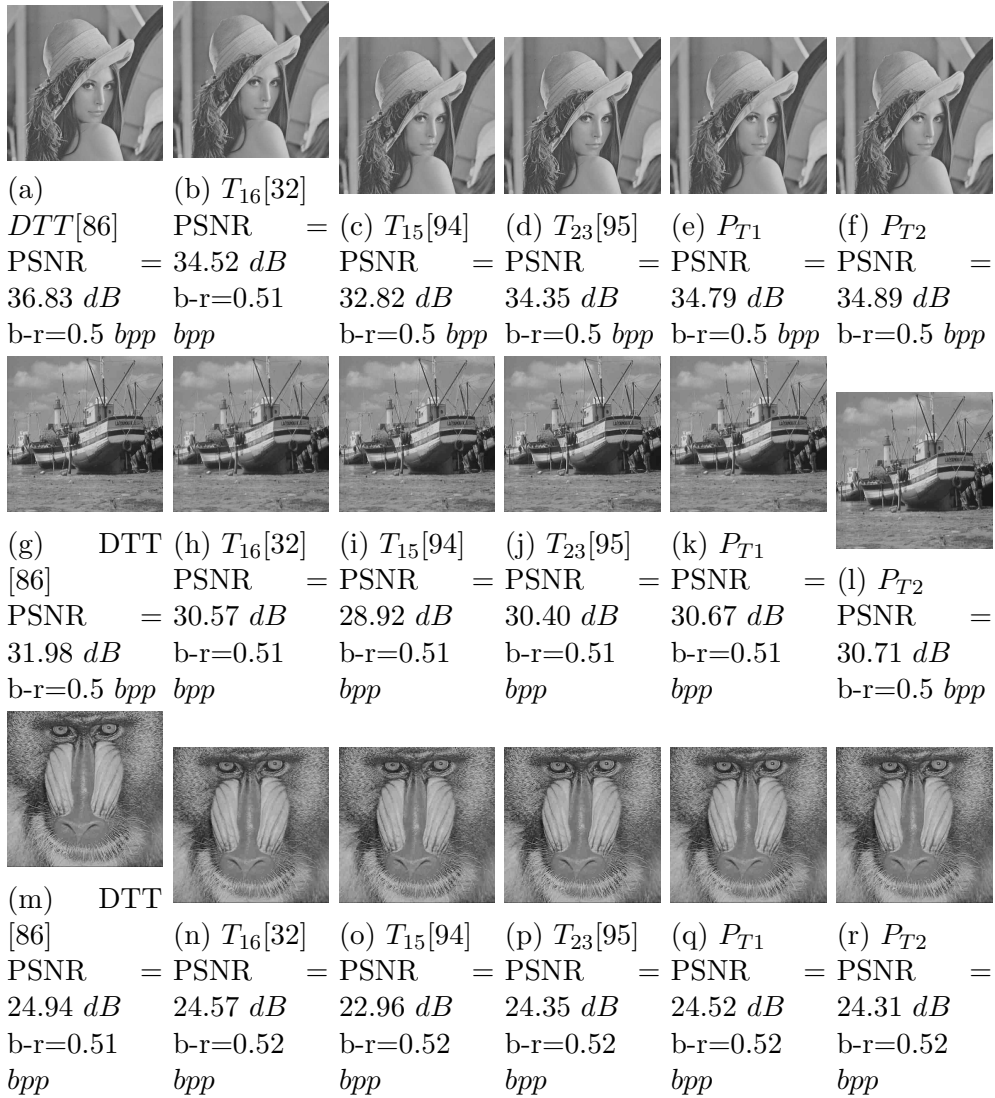 (a)
DTT[86]
PSNR =
36.83 dB
b-r=0.5 bpp
(b) T16[32]
PSNR =
34.52 dB
b-r=0.51
bpp
(c) T15[94]
PSNR =
32.82 dB
b-r=0.5 bpp
(d) T23[95]
PSNR =
34.35 dB
b-r=0.5 bpp
(e) PT1
PSNR =
34.79 dB
b-r=0.5 bpp
(f) PT2
PSNR =
34.89 dB
b-r=0.5 bpp
(g) DTT
[86]
PSNR =
31.98 dB
b-r=0.5 bpp
(h) T16[32]
PSNR =
30.57 dB
b-r=0.51
bpp
(i) T15[94]
PSNR =
28.92 dB
b-r=0.51
bpp
(j) T23[95]
PSNR =
30.40 dB
b-r=0.51
bpp
(k) PT1
PSNR =
30.67 dB
b-r=0.51
bpp
(l) PT2
PSNR =
30.71 dB
b-r=0.5 bpp
(m) DTT
[86]
PSNR =
24.94 dB
b-r=0.51
bpp
(n) T16[32]
PSNR =
24.57 dB
b-r=0.52
bpp
(o) T15[94]
PSNR =
22.96 dB
b-r=0.52
bpp
(p) T23[95]
PSNR =
24.35 dB
b-r=0.52
bpp
(q) PT1
PSNR =
24.52 dB
b-r=0.52
bpp
(r) PT2
PSNR =
24.31 dB
b-r=0.52
bpp